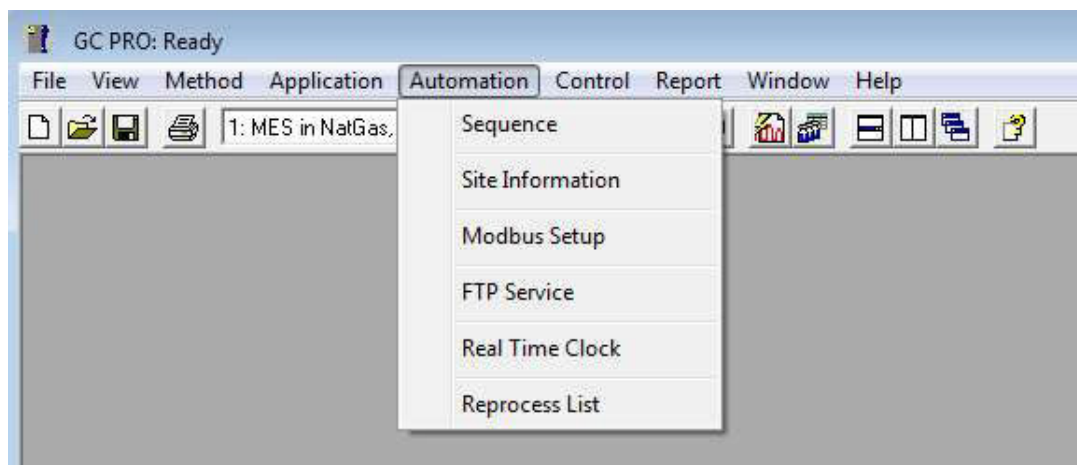 GC PRO: Ready
File View Method Application Automation Control Report Window Help
1: MES in NatGas,
Sequence
Site Information
Modbus Setup
FTP Service
Real Time Clock
Reprocess List